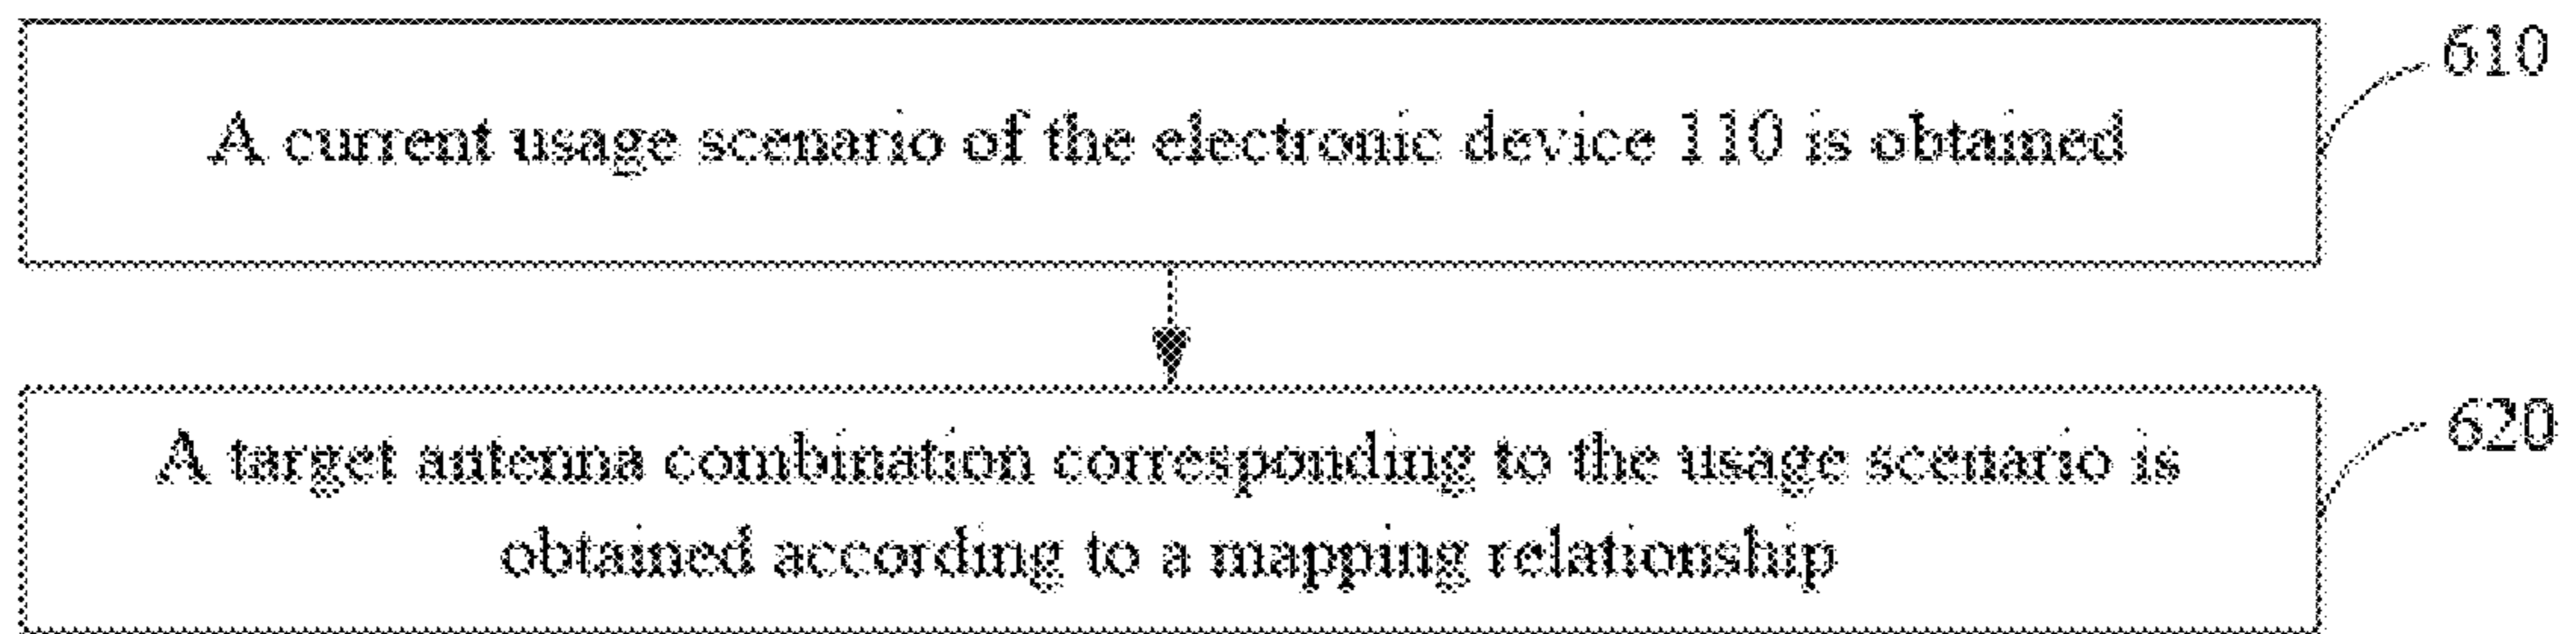 A current usage scenario of the electronic device 110 is obtained
610
A target antenna combination corresponding to the usage scenario is
obtained according to a mapping relationship
620